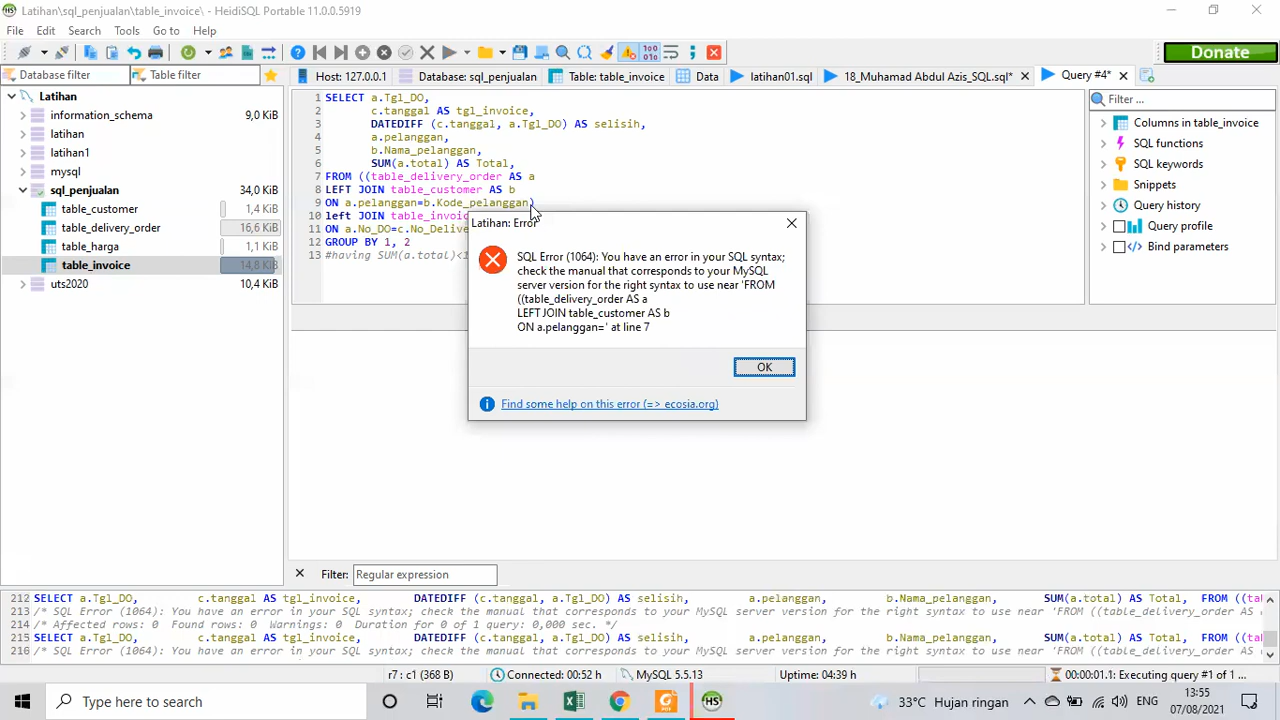 Latihan\sql_penjualan\table_invoice\ - HeidiSQL Portable 11.0.0.5919
File Edit Search Tools Go to Help
Donate
Database filter Table filter Host: 127.0.0.1 Database: sql_penjualan Table: table_invoice Data latihan01.sql 18_Muhamad Abdul Azis_SQL.sql* Query #4*
Latihan
information_schema 9,0 KiB
latihan
latihan1
mysql
sql_penjualan 34,0 KiB
table_customer 1,4 KiB
table_delivery_order 16,6 KiB
table_harga 1,1 KiB
table_invoice 14,8 KiB
uts2020 10,4 KiB
1 SELECT a.Tgl_DO,
2 c.tanggal AS tgl_invoice,
3 DATEDIFF (c.tanggal, a.Tgl_DO) AS selisih,
4 a.pelanggan,
5 b.Nama_pelanggan,
6 SUM(a.total) AS Total,
7 FROM ((table_delivery_order AS a
8 LEFT JOIN table_customer AS b
9 ON a.pelanggan=b.Kode_pelanggan)
10 left JOIN table_invoi
11 ON a.No_DO=c.No_Delive
12 GROUP BY 1, 2
13 #having SUM(a.total)<1
Filter ...
Columns in table_invoice
SQL functions
SQL keywords
Snippets
Query history
Query profile
Bind parameters
Latihan: Error
SQL Error (1064): You have an error in your SQL syntax;
check the manual that corresponds to your MySQL
server version for the right syntax to use near 'FROM
((table_delivery_order AS a
LEFT JOIN table_customer AS b
ON a.pelanggan=' at line 7
OK
Find some help on this error (=> ecosia.org)
Filter: Regular expression
212 SELECT a.Tgl_DO, c.tanggal AS tgl_invoice, DATEDIFF (c.tanggal, a.Tgl_DO) AS selisih, a.pelanggan, b.Nama_pelanggan, SUM(a.total) AS Total, FROM ((tal
213 /* SQL Error (1064): You have an error in your SQL syntax; check the manual that corresponds to your MySQL server version for the right syntax to use near 'FROM ((table_delivery_order AS
214 /* Affected rows: 0 Found rows: 0 Warnings: 0 Duration for 0 of 1 query: 0,000 sec. */
215 SELECT a.Tgl_DO, c.tanggal AS tgl_invoice, DATEDIFF (c.tanggal, a.Tgl_DO) AS selisih, a.pelanggan, b.Nama_pelanggan, SUM(a.total) AS Total, FROM ((tal
216 /* SQL Error (1064): You have an error in your SQL syntax; check the manual that corresponds to your MySQL server version for the right syntax to use near 'FROM ((table_delivery_order AS
r7 : c1 (368 B) Connected: 00:52 h MySQL 5.5.13 Uptime: 04:39 h Executing query #1 of 1 ...
Type here to search 33°C Hujan ringan ENG 13:55
07/08/2021